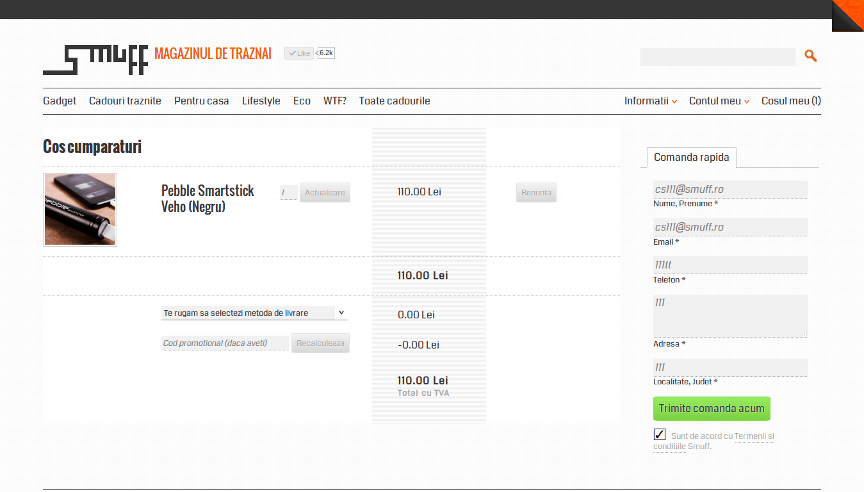 SMUFF MAGAZINUL DE TRAZNAI Like 6.2k
Gadget Cadouri traznite Pentru casa Lifestyle Eco WTF? Toate cadourile Informatii Contul meu Cosul meu (1)
Cos cumparaturi
Pebble Smartstick
Veho (Negru)
1 Actualizare
110.00 Lei
Renunta
110.00 Lei
Te rugam sa selectezi metoda de livrare
0.00 Lei
Cod promotional (daca aveti) Recalculeaza
-0.00 Lei
110.00 Lei
Total cu TVA
Comanda rapida
cs111@smuff.ro
Nume, Prenume *
cs111@smuff.ro
Email *
111tt
Telefon *
111
Adresa *
111
Localitate, Judet *
Trimite comanda acum
Sunt de acord cu Termenii si
conditiile Smuff.